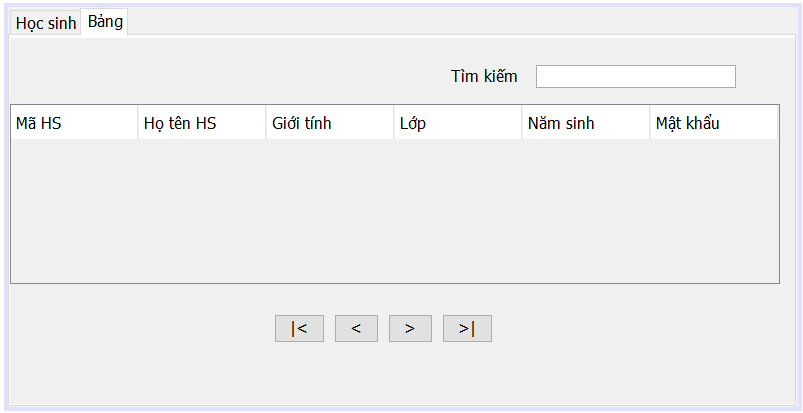 Học sinh Bảng
Tìm kiếm
Mã HS Họ tên HS Giới tính Lớp Năm sinh Mật khẩu
|< < > >|